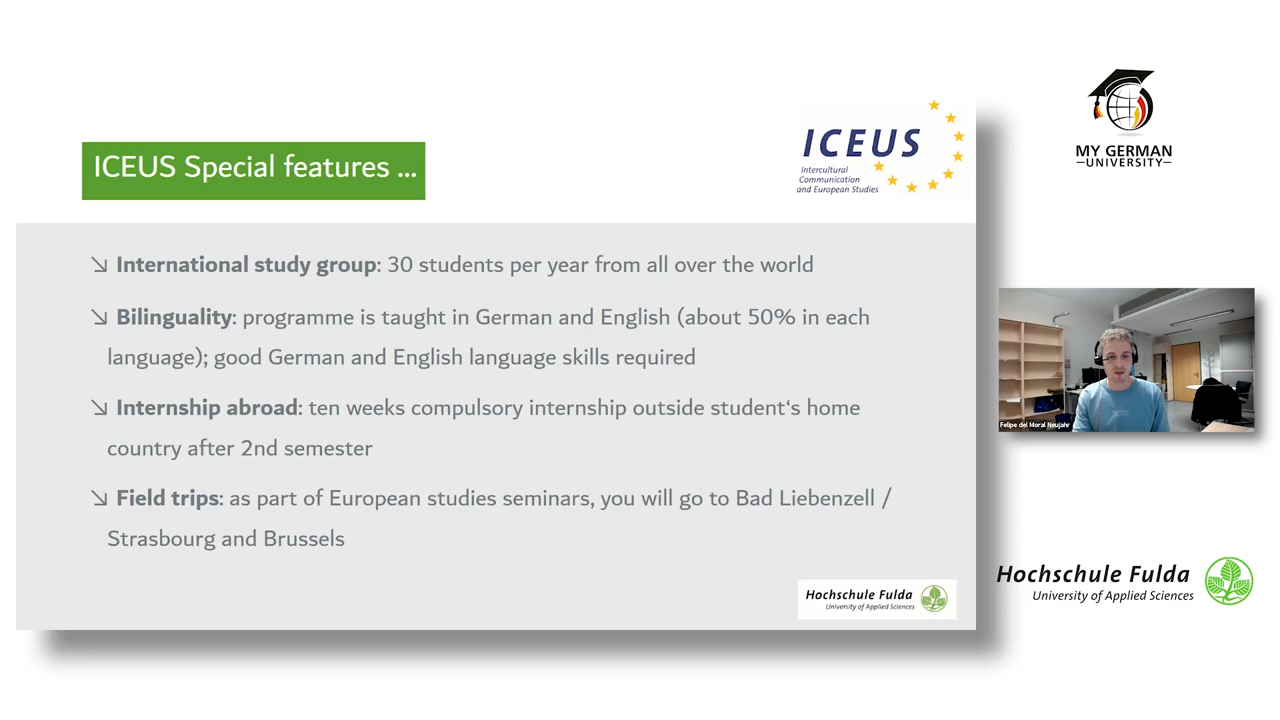 ICEUS Special features ...
ICEUS
Intercultural
Communication
and European Studies
↘ International study group: 30 students per year from all over the world
↘ Bilinguality: programme is taught in German and English (about 50% in each
language); good German and English language skills required
↘ Internship abroad: ten weeks compulsory internship outside student‘s home
country after 2nd semester
↘ Field trips: as part of European studies seminars, you will go to Bad Liebenzell /
Strasbourg and Brussels
Hochschule Fulda
University of Applied Sciences
MY GERMAN
UNIVERSITY
Felipe del Moral Neujahr
Hochschule Fulda
University of Applied Sciences